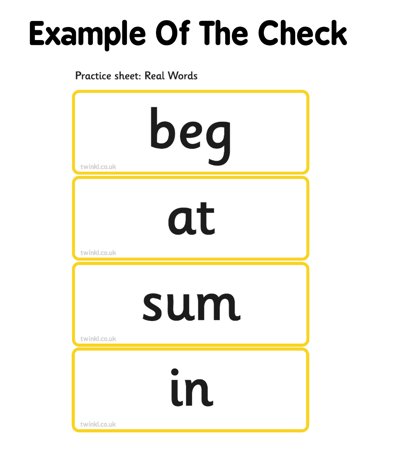 Example Of The Check
Practice sheet: Real Words
beg
twinkl.co.uk
at
twinkl.co.uk
sum
twinkl.co.uk
in
twinkl.co.uk